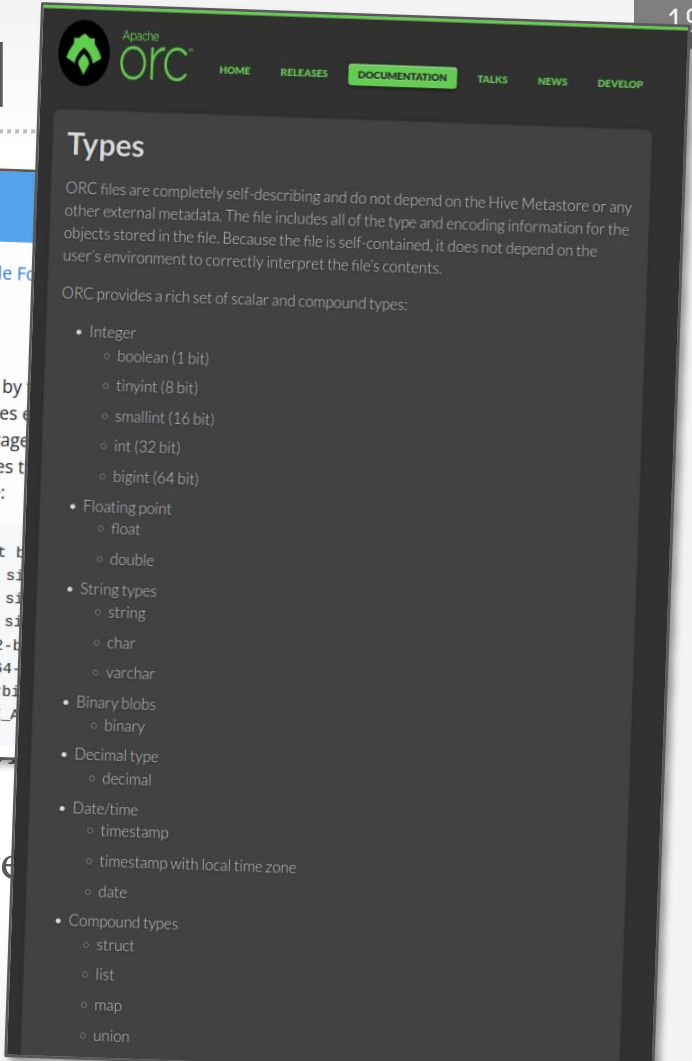 19
Apache
ORC
HOME
RELEASES
DOCUMENTATION
TALKS
NEWS
DEVELOP
Types
ORC files are completely self-describing and do not depend on the Hive Metastore or any
other external metadata. The file includes all of the type and encoding information for the
objects stored in the file. Because the file is self-contained, it does not depend on the
user's environment to correctly interpret the file's contents.
ORC provides a rich set of scalar and compound types:
• Integer
◦ boolean (1 bit)
◦ tinyint (8 bit)
◦ smallint (16 bit)
◦ int (32 bit)
◦ bigint (64 bit)
• Floating point
◦ float
◦ double
• String types
◦ string
◦ char
◦ varchar
• Binary blobs
◦ binary
• Decimal type
◦ decimal
• Date/time
◦ timestamp
◦ timestamp with local time zone
◦ date
• Compound types
◦ struct
◦ list
◦ map
◦ union
by